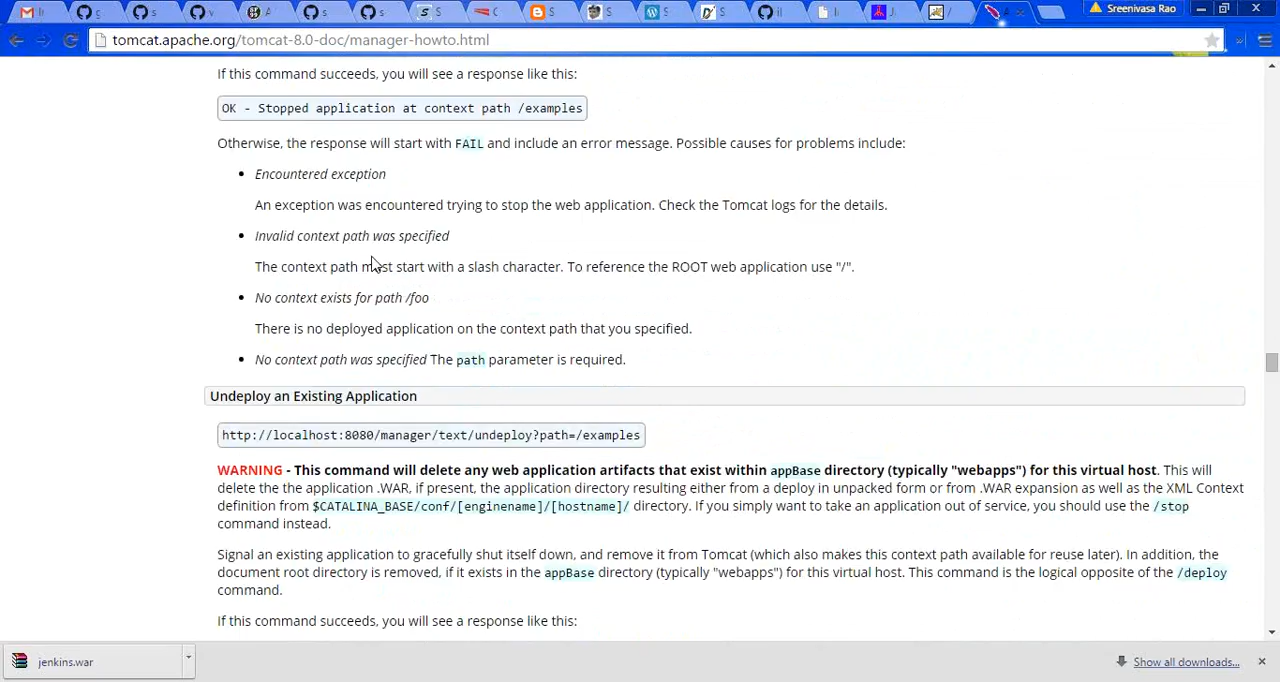 Sreenivasa Rao
tomcat.apache.org/tomcat-8.0-doc/manager-howto.html
If this command succeeds, you will see a response like this:
OK - Stopped application at context path /examples
Otherwise, the response will start with FAIL and include an error message. Possible causes for problems include:
Encountered exception
An exception was encountered trying to stop the web application. Check the Tomcat logs for the details.
Invalid context path was specified
The context path must start with a slash character. To reference the ROOT web application use "/".
No context exists for path /foo
There is no deployed application on the context path that you specified.
No context path was specified The path parameter is required.
Undeploy an Existing Application
http://localhost:8080/manager/text/undeploy?path=/examples
WARNING - This command will delete any web application artifacts that exist within appBase directory (typically "webapps") for this virtual host. This will
delete the the application .WAR, if present, the application directory resulting either from a deploy in unpacked form or from .WAR expansion as well as the XML Context
definition from $CATALINA_BASE/conf/[enginename]/[hostname]/ directory. If you simply want to take an application out of service, you should use the /stop
command instead.
Signal an existing application to gracefully shut itself down, and remove it from Tomcat (which also makes this context path available for reuse later). In addition, the
document root directory is removed, if it exists in the appBase directory (typically "webapps") for this virtual host. This command is the logical opposite of the /deploy
command.
If this command succeeds, you will see a response like this:
jenkins.war
Show all downloads...